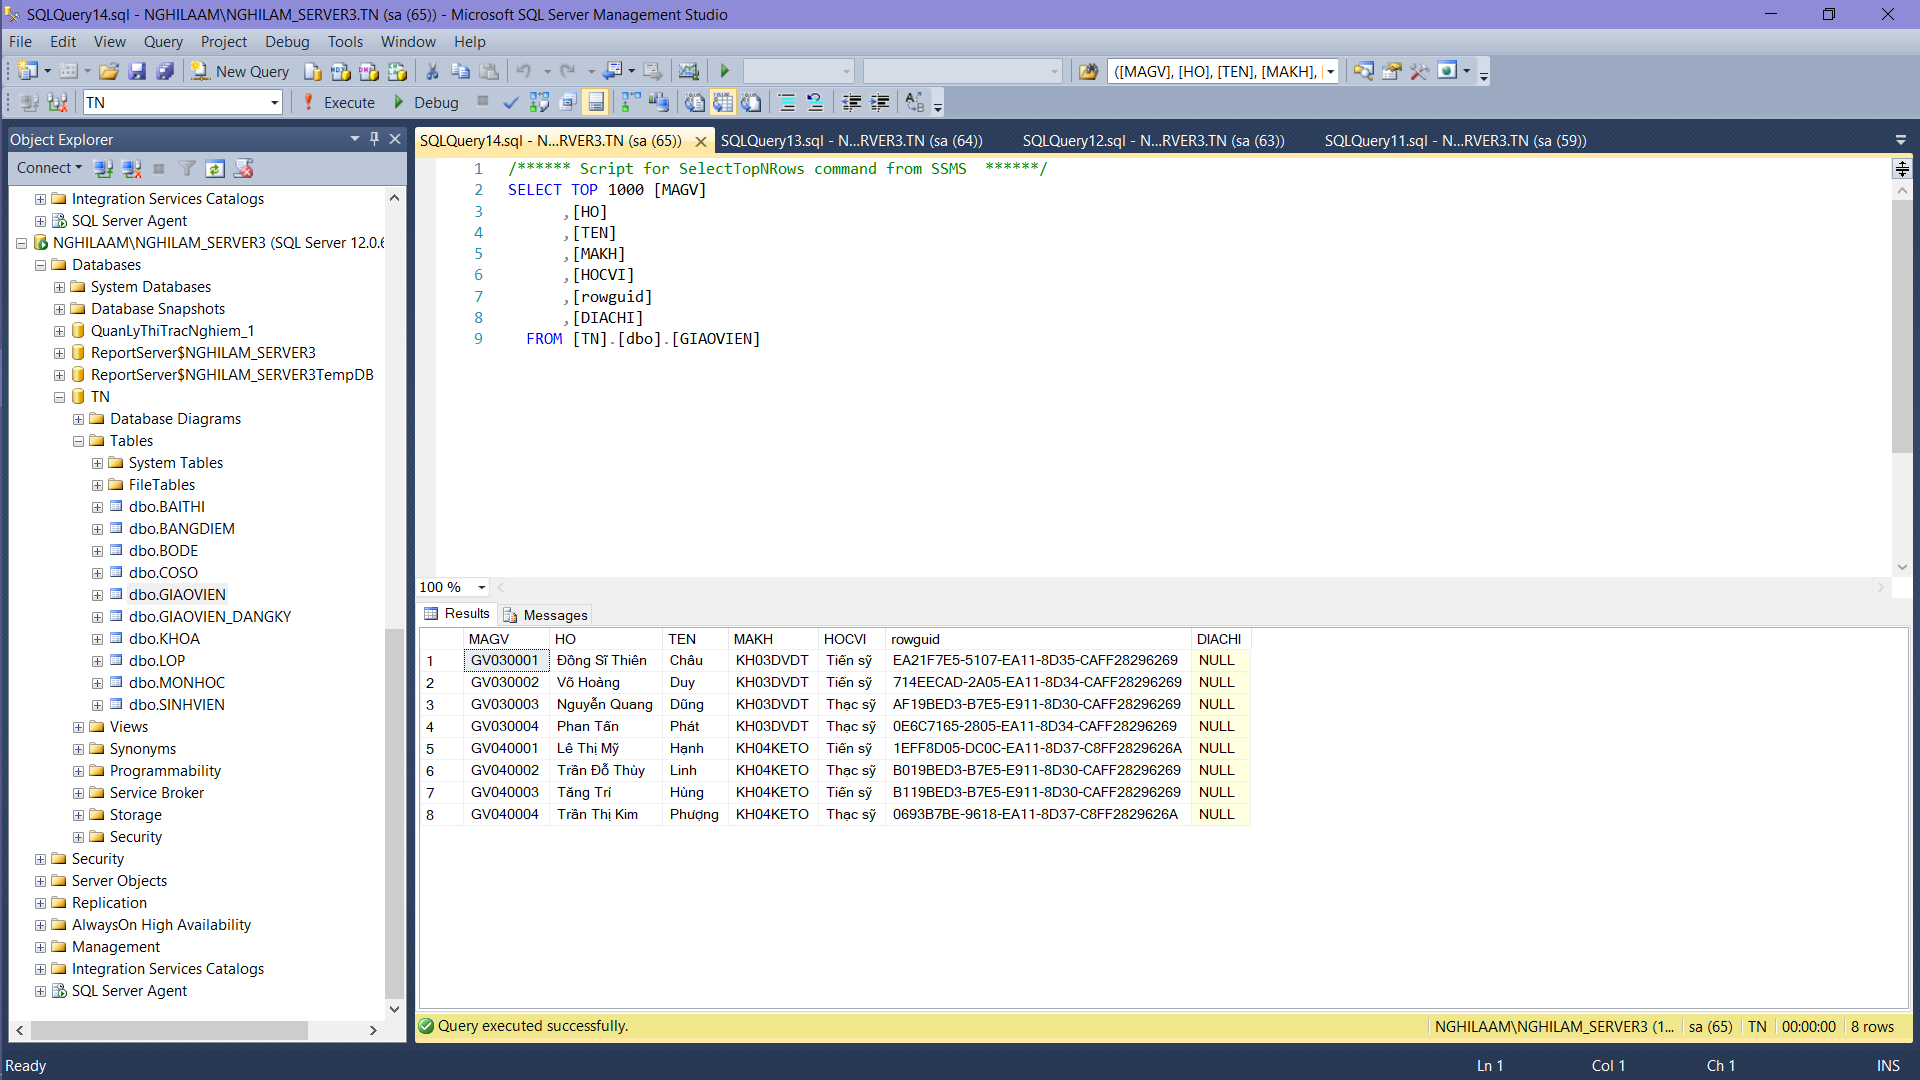 SQLQuery14.sql - NGHILAAM\NGHILAM_SERVER3.TN (sa (65)) - Microsoft SQL Server Management Studio
File Edit View Query Project Debug Tools Window Help
New Query ([MAGV], [HO], [TEN], [MAKH],
TN Execute Debug
Object Explorer
Connect
Integration Services Catalogs
SQL Server Agent
NGHILAAM\NGHILAM_SERVER3 (SQL Server 12.0.6
Databases
System Databases
Database Snapshots
QuanLyThiTracNghiem_1
ReportServer$NGHILAM_SERVER3
ReportServer$NGHILAM_SERVER3TempDB
TN
Database Diagrams
Tables
System Tables
FileTables
dbo.BAITHI
dbo.BANGDIEM
dbo.BODE
dbo.COSO
dbo.GIAOVIEN
dbo.GIAOVIEN_DANGKY
dbo.KHOA
dbo.LOP
dbo.MONHOC
dbo.SINHVIEN
Views
Synonyms
Programmability
Service Broker
Storage
Security
Security
Server Objects
Replication
AlwaysOn High Availability
Management
Integration Services Catalogs
SQL Server Agent
SQLQuery14.sql - N...RVER3.TN (sa (65)) SQLQuery13.sql - N...RVER3.TN (sa (64)) SQLQuery12.sql - N...RVER3.TN (sa (63)) SQLQuery11.sql - N...RVER3.TN (sa (59))
1 /****** Script for SelectTopNRows command from SSMS ******/
2 SELECT TOP 1000 [MAGV]
3 ,[HO]
4 ,[TEN]
5 ,[MAKH]
6 ,[HOCVI]
7 ,[rowguid]
8 ,[DIACHI]
9 FROM [TN].[dbo].[GIAOVIEN]
100 %
Results Messages
MAGV HO TEN MAKH HOCVI rowguid DIACHI
1 GV030001 Đồng Sĩ Thiên Châu KH03DVDT Tiến sỹ EA21F7E5-5107-EA11-8D35-CAFF28296269 NULL
2 GV030002 Võ Hoàng Duy KH03DVDT Tiến sỹ 714EECAD-2A05-EA11-8D34-CAFF28296269 NULL
3 GV030003 Nguyễn Quang Dũng KH03DVDT Thạc sỹ AF19BED3-B7E5-E911-8D30-CAFF28296269 NULL
4 GV030004 Phan Tấn Phát KH03DVDT Thạc sỹ 0E6C7165-2805-EA11-8D34-CAFF28296269 NULL
5 GV040001 Lê Thị Mỹ Hạnh KH04KETO Tiến sỹ 1EFF8D05-DC0C-EA11-8D37-C8FF2829626A NULL
6 GV040002 Trần Đỗ Thùy Linh KH04KETO Thạc sỹ B019BED3-B7E5-E911-8D30-CAFF28296269 NULL
7 GV040003 Tăng Trí Hùng KH04KETO Tiến sỹ B119BED3-B7E5-E911-8D30-CAFF28296269 NULL
8 GV040004 Trần Thị Kim Phượng KH04KETO Thạc sỹ 0693B7BE-9618-EA11-8D37-C8FF2829626A NULL
Query executed successfully. NGHILAAM\NGHILAM_SERVER3 (1... sa (65) TN 00:00:00 8 rows
Ready Ln 1 Col 1 Ch 1 INS